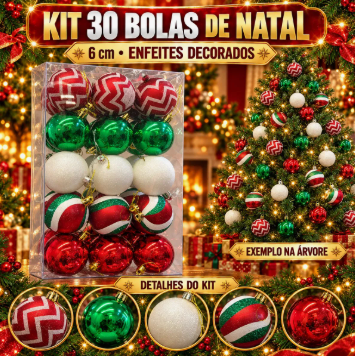 KIT 30 BOLAS DE NATAL
6 cm • ENFEITES DECORADOS
EXEMPLO NA ÁRVORE
DETALHES DO KIT